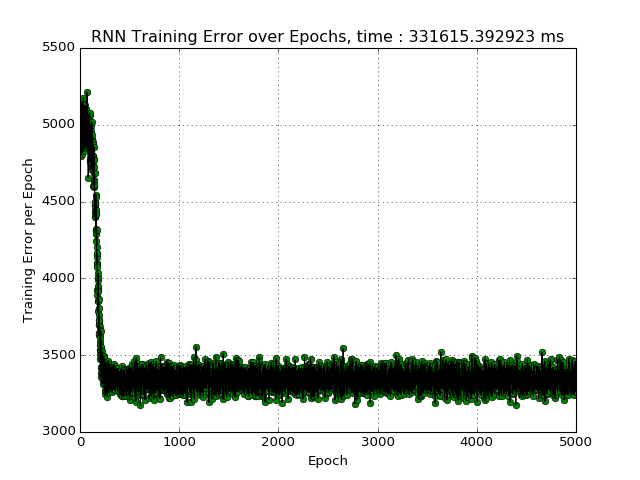 RNN Training Error over Epochs, time : 331615.392923 ms
5500
5000
4500
4000
3500
3000
Training Error per Epoch
0 1000 2000 3000 4000 5000
Epoch